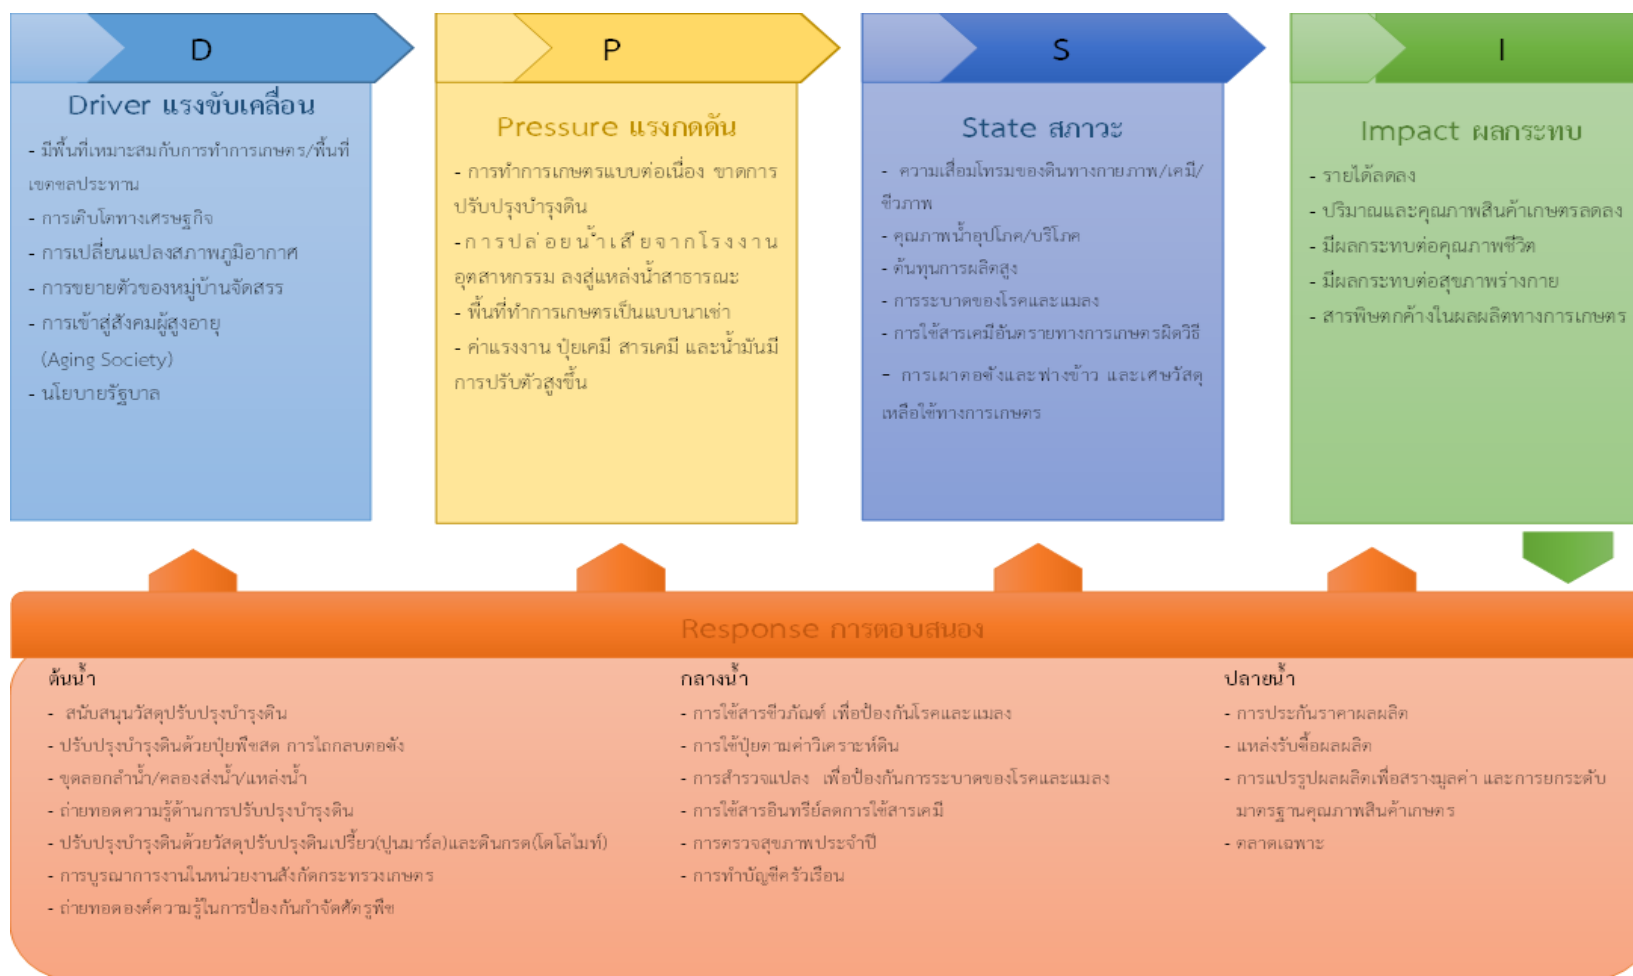 D
Driver แรงขับเคลื่อน
- มีพื้นที่เหมาะสมกับการทำการเกษตร/พื้นที่
เขตชลประทาน
- การเติบโตทางเศรษฐกิจ
- การเปลี่ยนแปลงสภาพภูมิอากาศ
- การขยายตัวของหมู่บ้านจัดสรร
- การเข้าสู่สังคมผู้สูงอายุ
(Aging Society)
- นโยบายรัฐบาล
P
Pressure แรงกดดัน
- การทำการเกษตรแบบต่อเนื่อง ขาดการ
ปรับปรุงบำรุงดิน
-การปล่อยน้ำเสียจากโรงงาน
อุตสาหกรรม ลงสู่แหล่งน้ำสาธารณะ
- พื้นที่ทำการเกษตรเป็นแบบนาเช่า
- ค่าแรงงาน ปุ๋ยเคมี สารเคมี และน้ำมันมี
การปรับตัวสูงขึ้น
S
State สภาวะ
- ความเสื่อมโทรมของดินทางกายภาพ/เคมี/
ชีวภาพ
- คุณภาพน้ำอุปโภค/บริโภค
- ต้นทุนการผลิตสูง
- การระบาดของโรคและแมลง
- การใช้สารเคมีอันตรายทางการเกษตรผิดวิธี
- การเผาตอซังและฟางข้าว และเศษวัสดุ
เหลือใช้ทางการเกษตร
I
Impact ผลกระทบ
- รายได้ลดลง
- ปริมาณและคุณภาพสินค้าเกษตรลดลง
- มีผลกระทบต่อคุณภาพชีวิต
- มีผลกระทบต่อสุขภาพร่างกาย
- สารพิษตกค้างในผลผลิตทางการเกษตร
Response การตอบสนอง
ต้นน้ำ
- สนับสนุนวัสดุปรับปรุงบำรุงดิน
- ปรับปรุงบำรุงดินด้วยปุ๋ยพืชสด การไถกลบตอซัง
- ขุดลอกลำน้ำ/คลองส่งน้ำ/แหล่งน้ำ
- ถ่ายทอดความรู้ด้านการปรับปรุงบำรุงดิน
- ปรับปรุงบำรุงดินด้วยวัสดุปรับปรุงดินเปรี้ยว(ปูนมาร์ล)และดินกรด(โดโลไมท์)
- การบูรณาการงานในหน่วยงานสังกัดกระทรวงเกษตร
- ถ่ายทอดองค์ความรู้ในการป้องกันกำจัดศัตรูพืช
กลางน้ำ
- การใช้สารชีวภัณฑ์ เพื่อป้องกันโรคและแมลง
- การใช้ปุ๋ยตามค่าวิเคราะห์ดิน
- การสำรวจแปลง เพื่อป้องกันการระบาดของโรคและแมลง
- การใช้สารอินทรีย์ลดการใช้สารเคมี
- การตรวจสุขภาพประจำปี
- การทำบัญชีครัวเรือน
ปลายน้ำ
- การประกันราคาผลผลิต
- แหล่งรับซื้อผลผลิต
- การแปรรูปผลผลิตเพื่อสรางมูลค่า และการยกระดับ
มาตรฐานคุณภาพสินค้าเกษตร
- ตลาดเฉพาะ